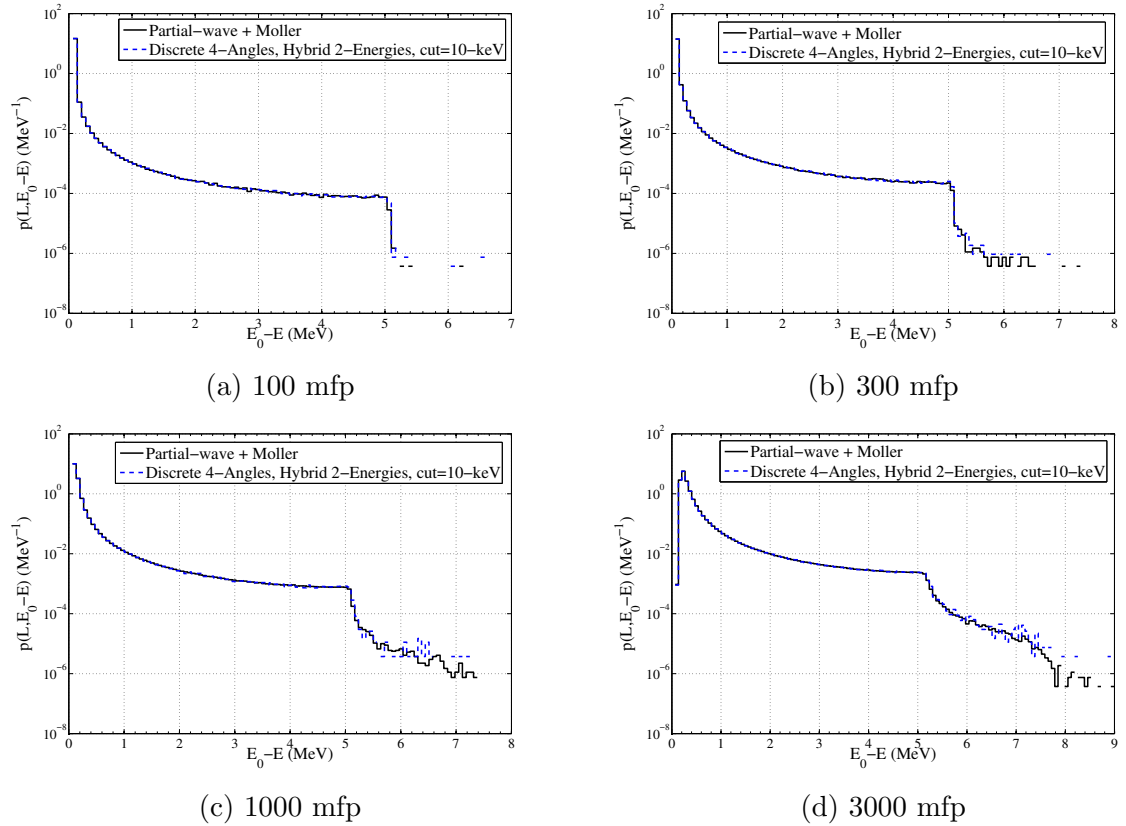 10^2
10^0
10^-2
10^-4
10^-6
10^-8
p(L,E_0-E) (MeV^-1)
Partial-wave + Moller
Discrete 4-Angles, Hybrid 2-Energies, cut=10-keV
0 1 2 3 4 5 6 7
E_0-E (MeV)
(a) 100 mfp
10^2
10^0
10^-2
10^-4
10^-6
10^-8
p(L,E_0-E) (MeV^-1)
Partial-wave + Moller
Discrete 4-Angles, Hybrid 2-Energies, cut=10-keV
0 1 2 3 4 5 6 7 8
E_0-E (MeV)
(b) 300 mfp
10^2
10^0
10^-2
10^-4
10^-6
10^-8
p(L,E_0-E) (MeV^-1)
Partial-wave + Moller
Discrete 4-Angles, Hybrid 2-Energies, cut=10-keV
0 1 2 3 4 5 6 7 8
E_0-E (MeV)
(c) 1000 mfp
10^2
10^0
10^-2
10^-4
10^-6
10^-8
p(L,E_0-E) (MeV^-1)
Partial-wave + Moller
Discrete 4-Angles, Hybrid 2-Energies, cut=10-keV
0 1 2 3 4 5 6 7 8 9
E_0-E (MeV)
(d) 3000 mfp